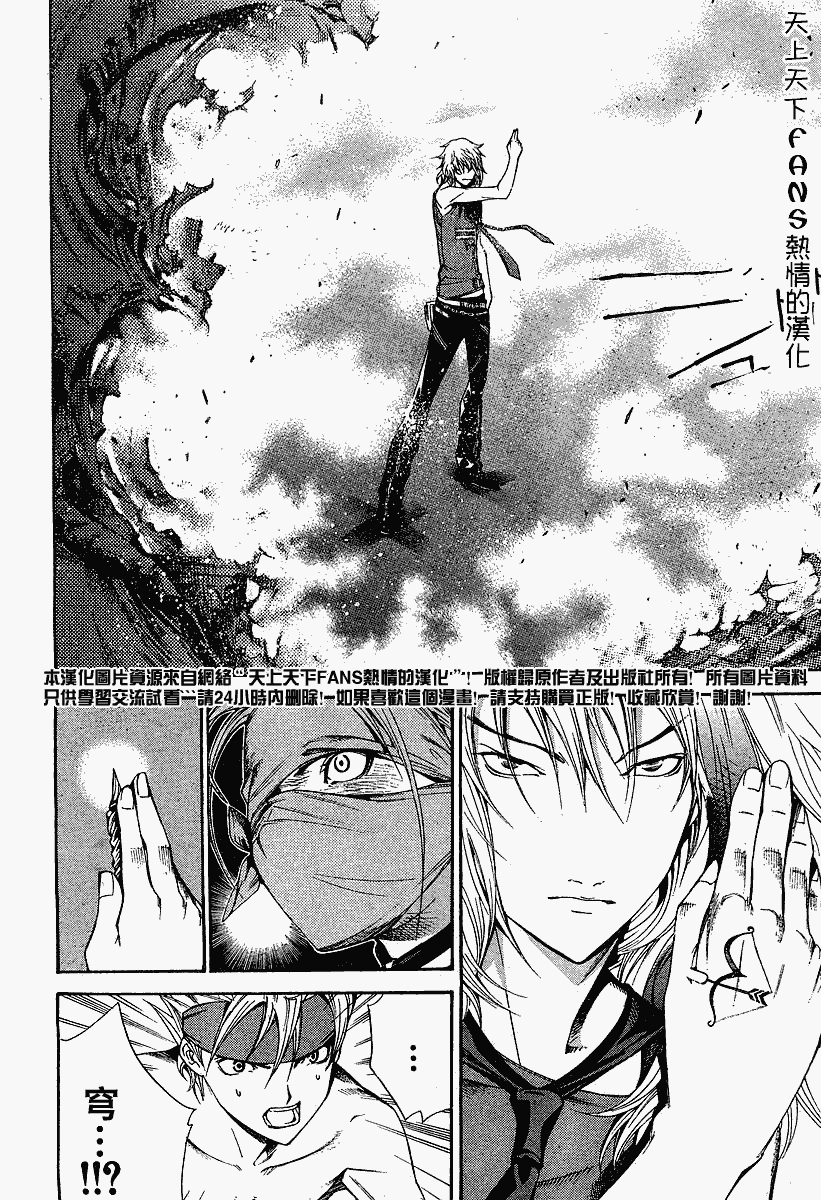 天上天下FANS熱情的漢化
本漢化圖片資源來自網絡“天上天下FANS熱情的漢化”! 版權歸原作者及出版社所有! 所有圖片資料
只供學習交流試看 請24小時內刪除! 如果喜歡這個漫畫! 請支持購買正版! 收藏欣賞! 謝謝!
…
穹…!!?